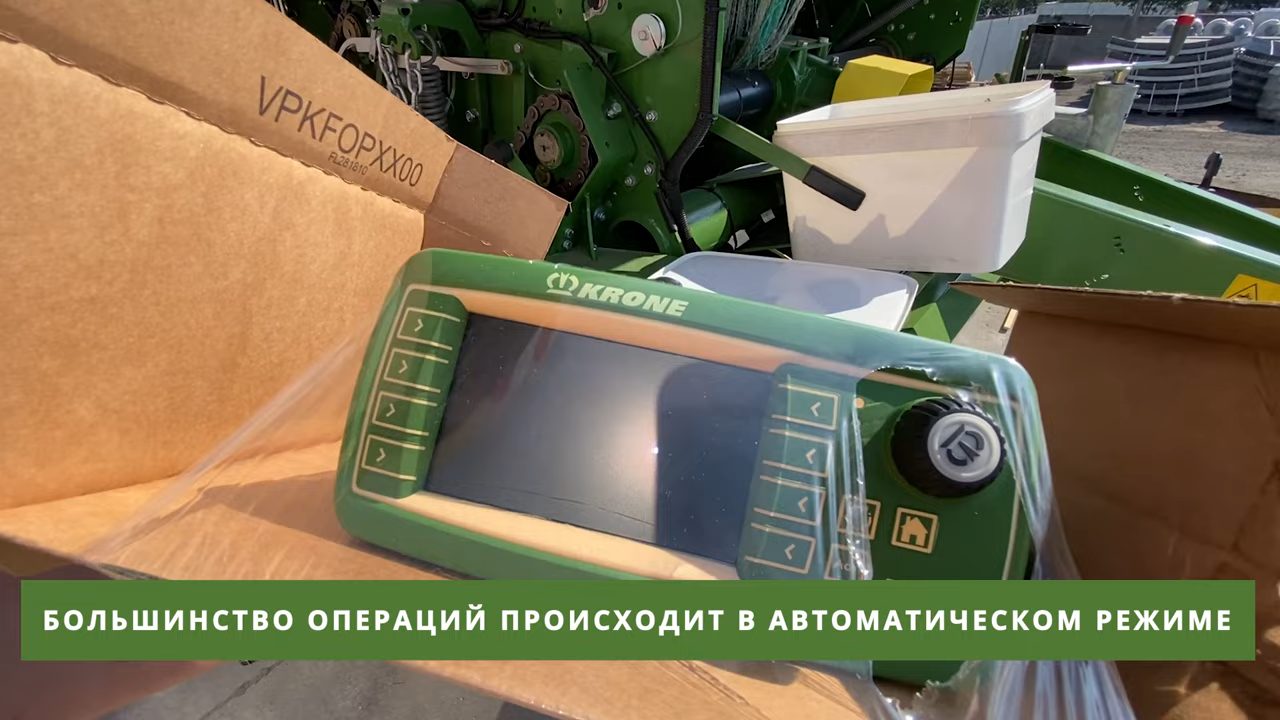 VPKFOPXX00
FL281810
KRONE
БОЛЬШИНСТВО ОПЕРАЦИЙ ПРОИСХОДИТ В АВТОМАТИЧЕСКОМ РЕЖИМЕ